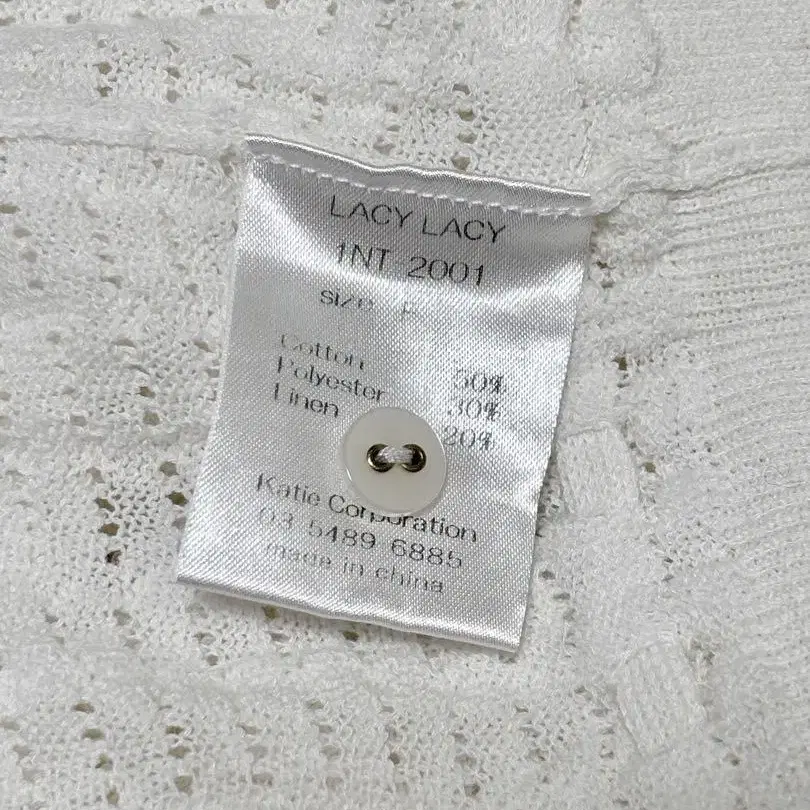 LACY LACY
1NT 2001
size F
Cotton 50%
Polyester 30%
Linen 20%
Katie Corporation
03 5489 6885
made in china